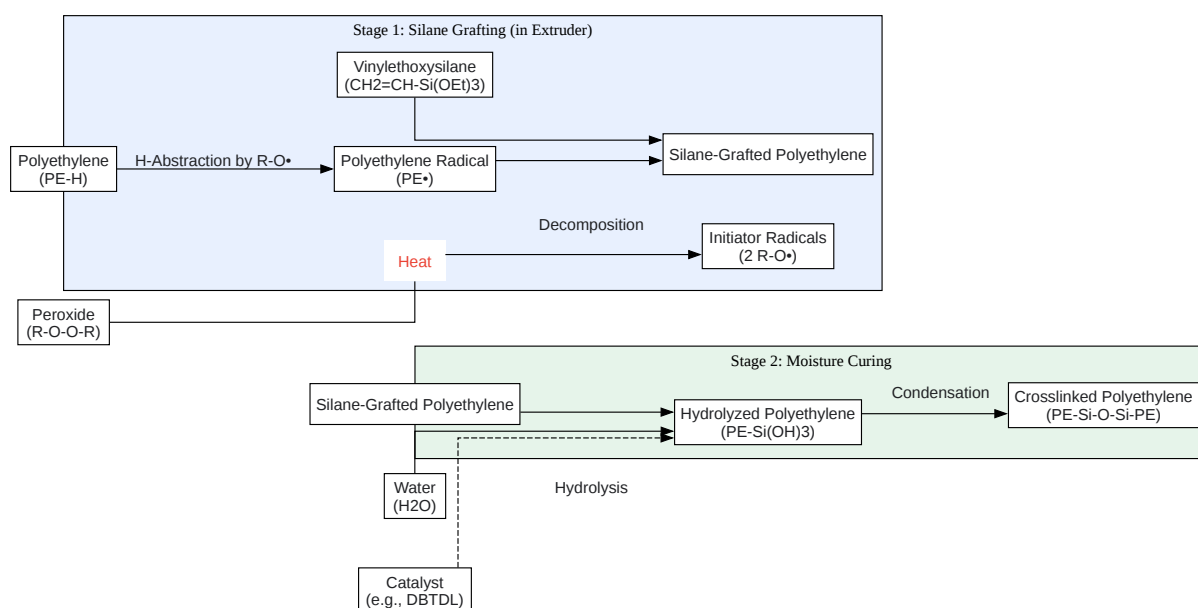 Stage 1: Silane Grafting (in Extruder)
Vinylethoxysilane
(CH2=CH-Si(OEt)3)
Polyethylene
(PE-H)
H-Abstraction by R-O•
Polyethylene Radical
(PE•)
Silane-Grafted Polyethylene
Decomposition
Heat
Initiator Radicals
(2 R-O•)
Peroxide
(R-O-O-R)
Stage 2: Moisture Curing
Silane-Grafted Polyethylene
Hydrolyzed Polyethylene
(PE-Si(OH)3)
Condensation
Crosslinked Polyethylene
(PE-Si-O-Si-PE)
Water
(H2O)
Hydrolysis
Catalyst
(e.g., DBTDL)